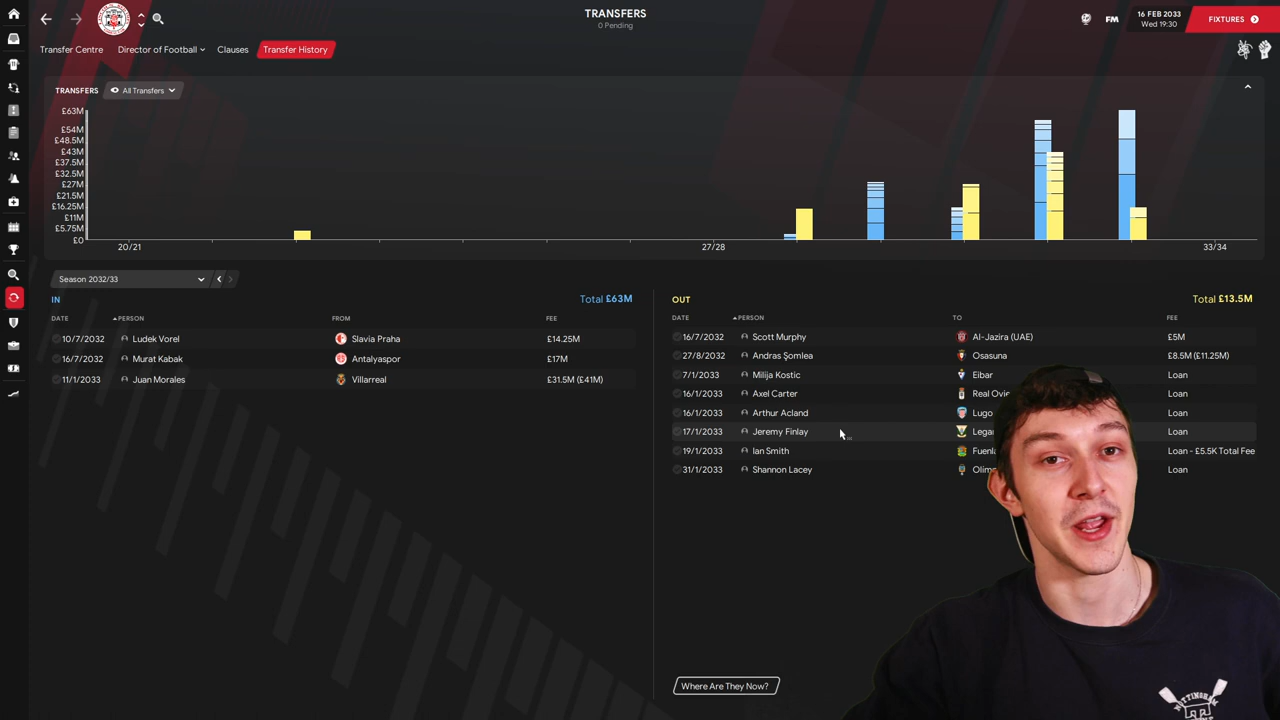 TRANSFERS
0 Pending
FM
16 FEB 2033
Wed 19:30
FIXTURES
Transfer Centre
Director of Football
Clauses
Transfer History
TRANSFERS
All Transfers
£63M
£54M
£48.5M
£43M
£37.5M
£32.5M
£27M
£21.5M
£16.25M
£11M
£5.75M
£0
20/21
27/28
33/34
Season 2032/33
IN
Total £63M
DATE PERSON FROM FEE
10/7/2032 Ludek Vorel Slavia Praha £14.25M
16/7/2032 Murat Kabak Antalyaspor £17M
11/1/2033 Juan Morales Villarreal £31.5M (£41M)
OUT
Total £13.5M
DATE PERSON TO FEE
16/7/2032 Scott Murphy Al-Jazira (UAE) £5M
27/8/2032 Andras Şomlea Osasuna £8.5M (£11.25M)
7/1/2033 Milija Kostic Eibar Loan
16/1/2033 Axel Carter Real Ovie Loan
16/1/2033 Arthur Acland Lugo Loan
17/1/2033 Jeremy Finlay Legan Loan
19/1/2033 Ian Smith Fuenl Loan - £5.5K Total Fee
31/1/2033 Shannon Lacey Olim Loan
Where Are They Now?